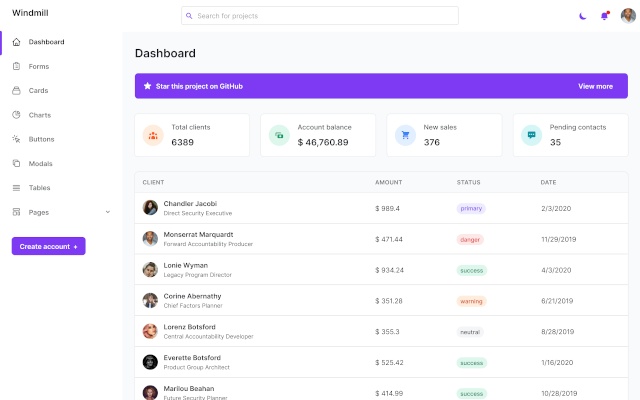 Windmill
Search for projects
Dashboard
Forms
Cards
Charts
Buttons
Modals
Tables
Pages
Create account +
Dashboard
Star this project on GitHub
View more
Total clients
6389
Account balance
$ 46,760.89
New sales
376
Pending contacts
35
CLIENT AMOUNT STATUS DATE
Chandler Jacobi
Direct Security Executive
$ 989.4 primary 2/3/2020
Monserrat Marquardt
Forward Accountability Producer
$ 471.44 danger 11/29/2019
Lonie Wyman
Legacy Program Director
$ 934.24 success 4/3/2020
Corine Abernathy
Chief Factors Planner
$ 351.28 warning 6/21/2019
Lorenz Botsford
Central Accountability Developer
$ 355.3 neutral 8/28/2019
Everette Botsford
Product Group Architect
$ 525.42 success 1/16/2020
Marilou Beahan
Future Security Planner
$ 414.99 success 10/28/2019